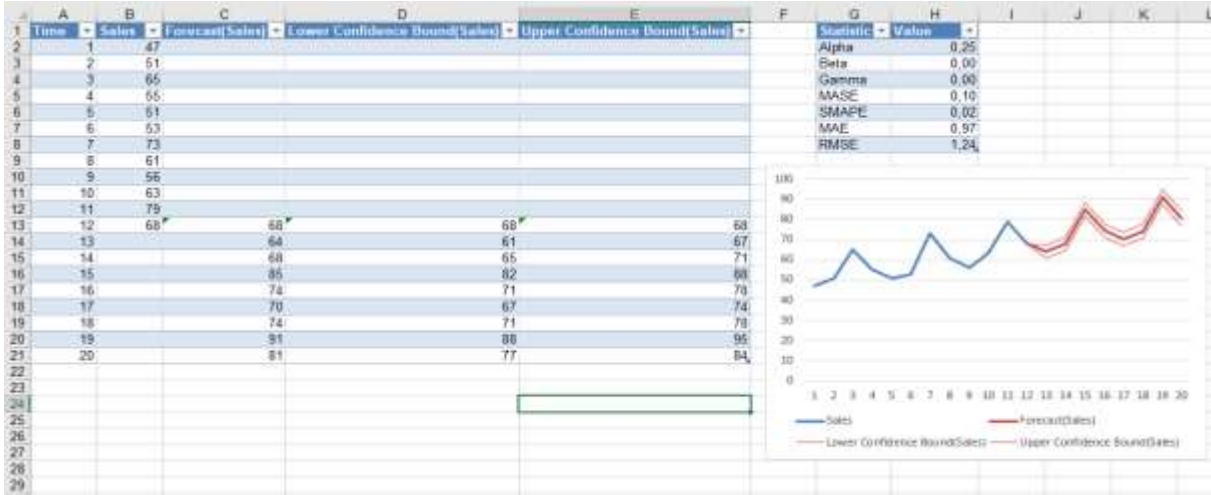 A B C D E F G H I J K L
1 Time Sales Forecast(Sales) Lower Confidence Bound(Sales) Upper Confidence Bound(Sales) Statistic Value
2 1 47 Alpha 0,25
3 2 51 Beta 0,00
4 3 65 Gamma 0,00
5 4 55 MASE 0,10
6 5 51 SMAPE 0,02
7 6 53 MAE 0,97
8 7 73 RMSE 1,24
9 8 61
10 9 56
11 10 63
12 11 79
13 12 68 68 68 68
14 13 64 61 67
15 14 68 65 71
16 15 85 82 88
17 16 74 71 78
18 17 70 67 74
19 18 74 71 78
20 19 91 88 95
21 20 81 77 84
22
23
24
25
26
27
28
29
100
90
80
70
60
50
40
30
20
10
0
1 2 3 4 5 6 7 8 9 10 11 12 13 14 15 16 17 18 19 20
Sales Forecast(Sales)
Lower Confidence Bound(Sales) Upper Confidence Bound(Sales)